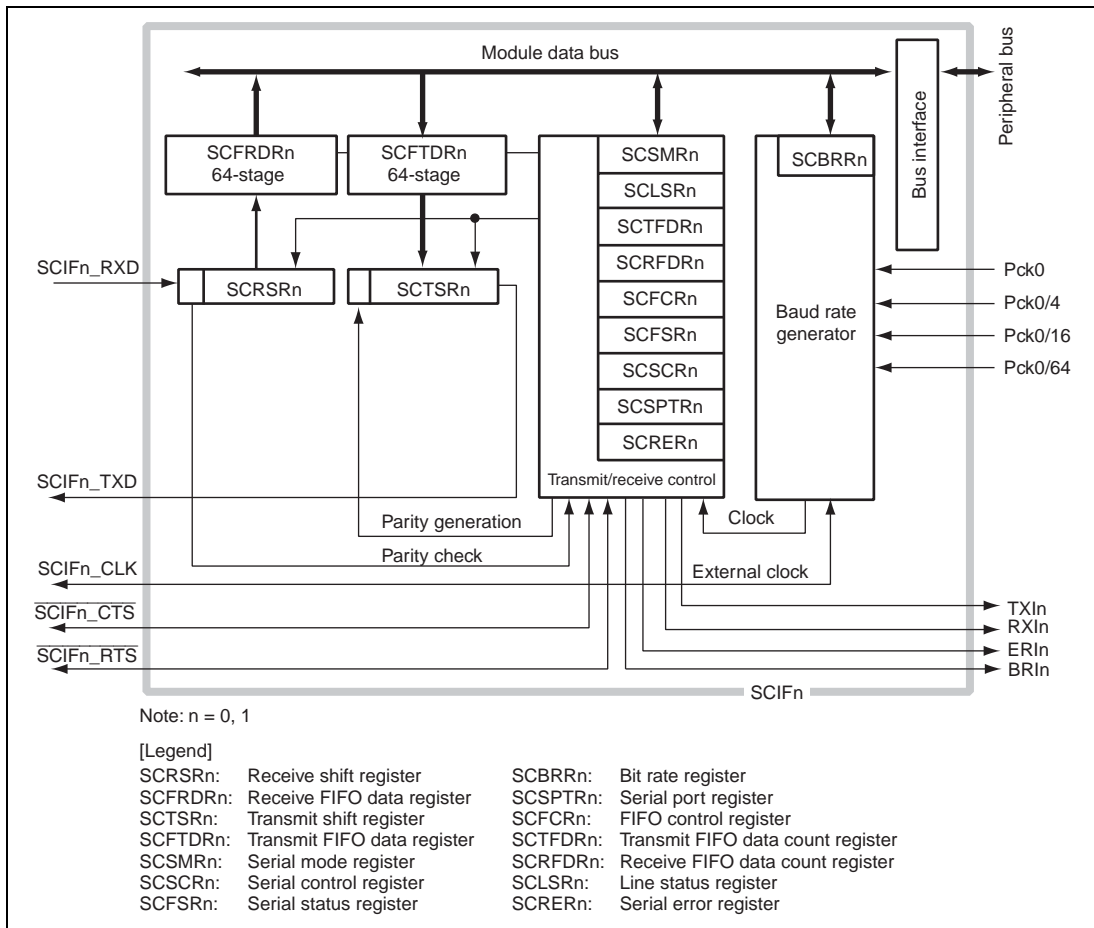 Module data bus
Bus interface
Peripheral bus
SCFRDRn
64-stage
SCFTDRn
64-stage
SCSMRn
SCLSRn
SCTFDRn
SCRFDRn
SCFCRn
SCFSRn
SCSCRn
SCSPTRn
SCRERn
Transmit/receive control
SCBRRn
Baud rate
generator
SCIFn_RXD
SCRSRn
SCTSRn
Pck0
Pck0/4
Pck0/16
Pck0/64
SCIFn_TXD
Parity generation
Parity check
Clock
External clock
SCIFn_CLK
SCIFn_CTS
SCIFn_RTS
TXIn
RXIn
ERIn
BRIn
SCIFn
Note: n = 0, 1
[Legend]
SCRSRn: Receive shift register
SCFRDRn: Receive FIFO data register
SCTSRn: Transmit shift register
SCFTDRn: Transmit FIFO data register
SCSMRn: Serial mode register
SCSCRn: Serial control register
SCFSRn: Serial status register
SCBRRn: Bit rate register
SCSPTRn: Serial port register
SCFCRn: FIFO control register
SCTFDRn: Transmit FIFO data count register
SCRFDRn: Receive FIFO data count register
SCLSRn: Line status register
SCRERn: Serial error register